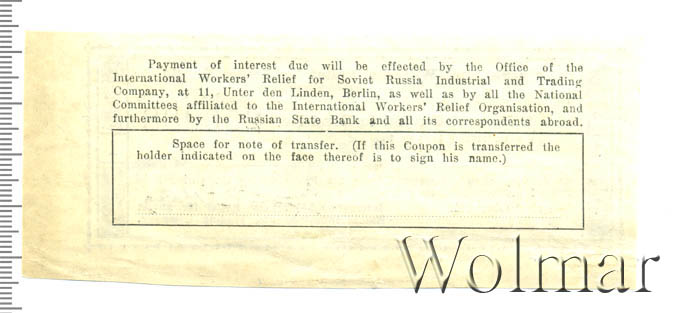 Payment of interest due will be effected by the Office of the
International Workers' Relief for Soviet Russia Industrial and Trading
Company, at 11, Unter den Linden, Berlin, as well as by all the National
Committees affiliated to the International Workers' Relief Organisation, and
furthermore by the Russian State Bank and all its correspondents abroad.
Space for note of transfer. (If this Coupon is transferred the
holder indicated on the face thereof is to sign his name.)
Wolmar